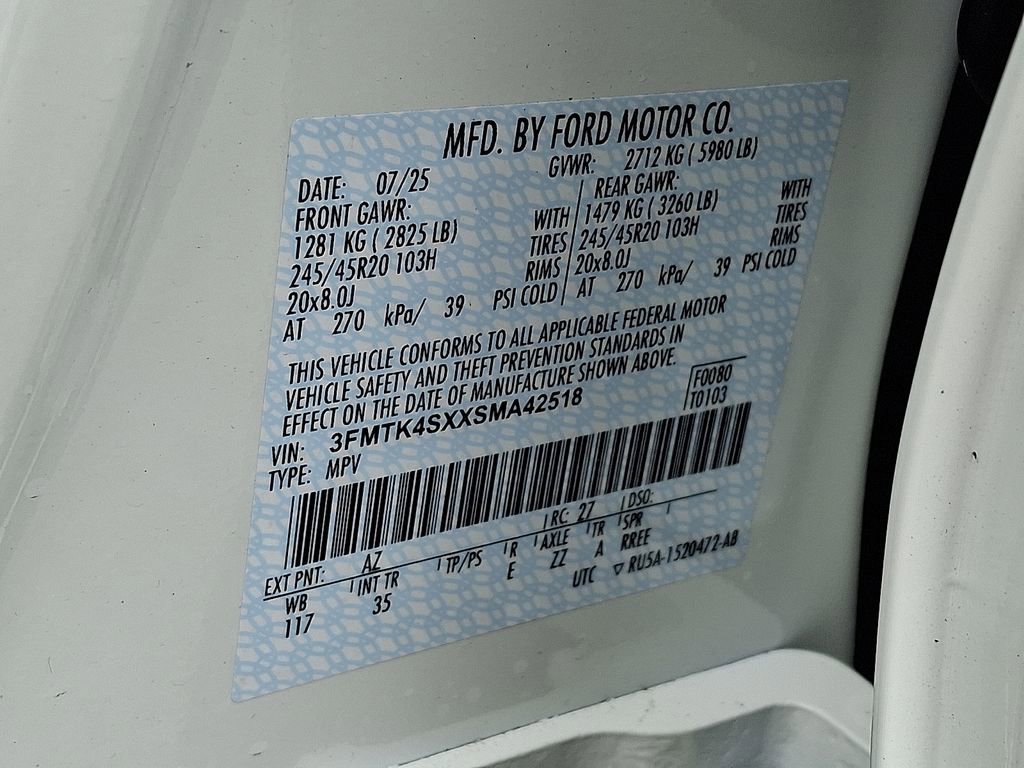 MFD. BY FORD MOTOR CO.
DATE: 07/25 GVWR: 2712 KG ( 5980 LB)
FRONT GAWR: REAR GAWR:
1281 KG ( 2825 LB) WITH 1479 KG ( 3260 LB) WITH
245/45R20 103H TIRES 245/45R20 103H TIRES
20x8.0J RIMS 20x8.0J RIMS
AT 270 kPa/ 39 PSI COLD AT 270 kPa/ 39 PSI COLD
THIS VEHICLE CONFORMS TO ALL APPLICABLE FEDERAL MOTOR
VEHICLE SAFETY AND THEFT PREVENTION STANDARDS IN
EFFECT ON THE DATE OF MANUFACTURE SHOWN ABOVE.
VIN: 3FMTK4SXXSMA42518 F0080
TYPE: MPV T0103
EXT PNT: AZ RC: 27 DSO:
WB INT TR TP/PS R AXLE TR SPR
117 35 E ZZ A RREE
UTC ▽ RU5A-1520472-AB